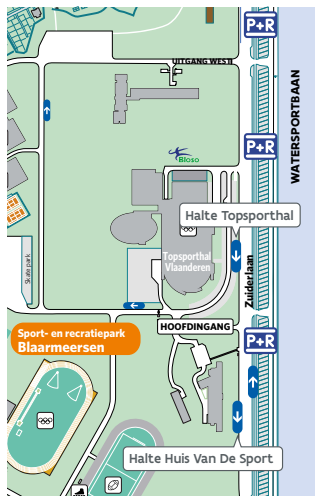 P+R
UITGANG WEST
WATERSPORTBAAN
P+R
Bloso
Halte Topsporthal
Topsporthal
Vlaanderen
Skate park
Zuiderlaan
HOOFDINGANG
Sport- en recratiepark
Blaarmeersen
P+R
Halte Huis Van De Sport